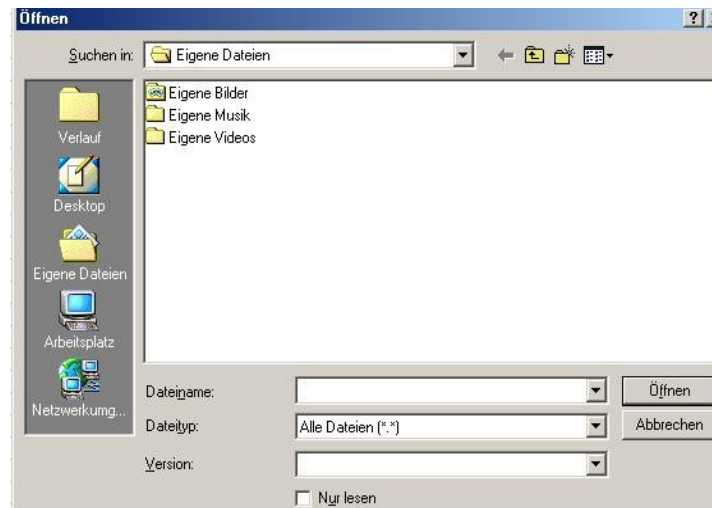 Öffnen
Suchen in: Eigene Dateien
Verlauf
Desktop
Eigene Dateien
Arbeitsplatz
Netzwerkumg...
Eigene Bilder
Eigene Musik
Eigene Videos
Dateiname:
Öffnen
Dateityp: Alle Dateien (*.*)
Abbrechen
Version:
Nur lesen